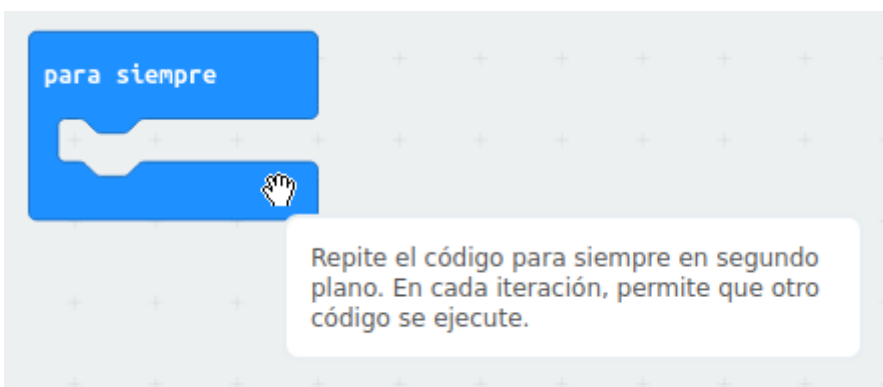 para siempre
Repite el código para siempre en segundo
plano. En cada iteración, permite que otro
código se ejecute.